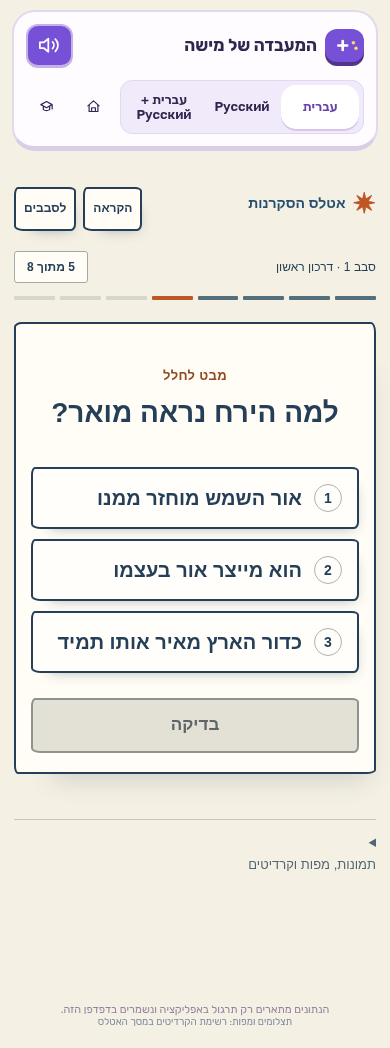 המעבדה של מישה
עברית
Русский
עברית +
Русский
אטלס הסקרנות
הקראה
לסבבים
סבב 1 · דרכון ראשון
5 מתוך 8
מבט לחלל
למה הירח נראה מואר?
1 אור השמש מוחזר ממנו
2 הוא מייצר אור בעצמו
3 כדור הארץ מאיר אותו תמיד
בדיקה
תמונות, מפות וקרדיטים
הנתונים מתארים רק תרגול באפליקציה ונשמרים בדפדפן הזה.
תצלומים ומפות: רשימת הקרדיטים במסך האטלס